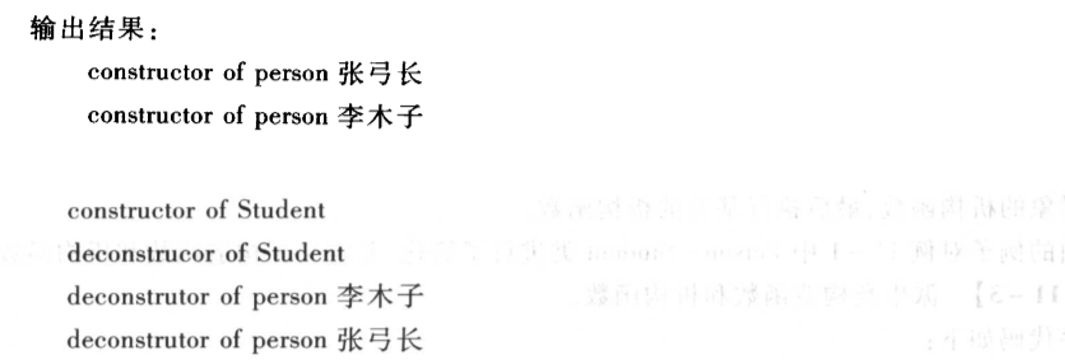 输出结果:
constructor of person 张弓长
constructor of person 李木子
constructor of Student
deconstrucor of Student
deconstrutor of person 李木子
deconstrutor of person 张弓长